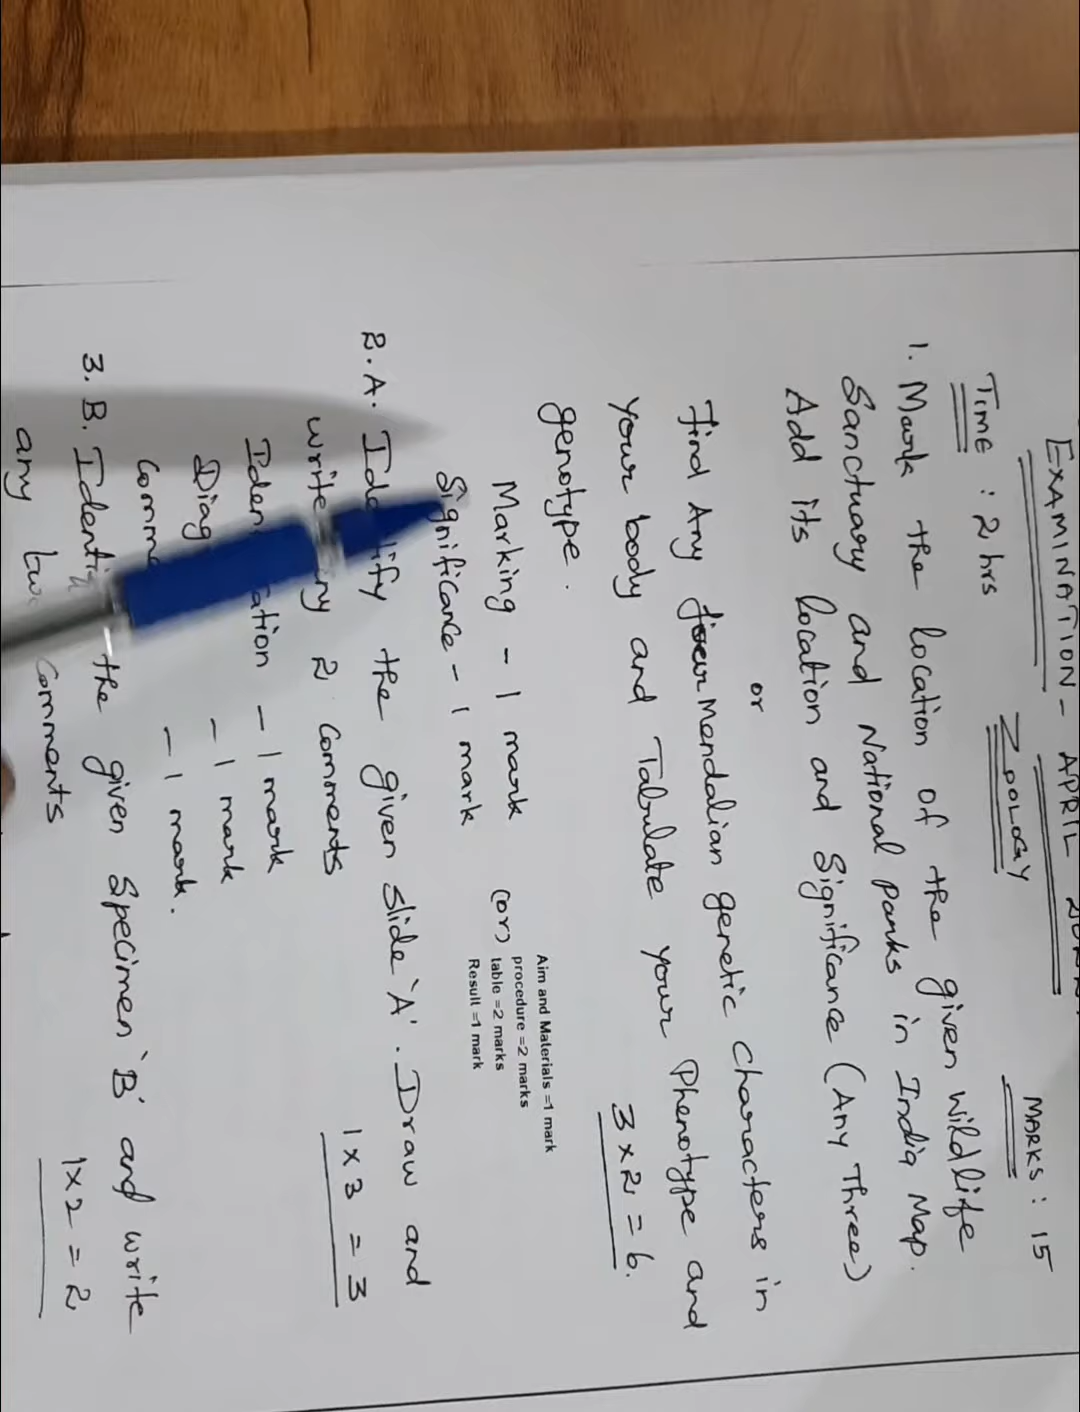 EXAMINATION - APRIL
ZOOLOGY
MARKS : 15
TIME : 2 hrs
1. Mark the location of the given wildlife
Sanctuary and National Parks in India Map.
Add its location and Significance (Any Three)
or
Find Any four Mendalian genetic characters in
your body and Tabulate your Phenotype and
genotype.
3 x 2 = 6.
Marking - 1 mark
Significance - 1 mark
(or)
Aim and Materials =1 mark
procedure =2 marks
table =2 marks
Result =1 mark
2. A. Identify the given slide 'A'. Draw and
write any 2 comments
1 x 3 = 3
Identification - 1 mark
Diag - 1 mark
Comme - 1 mark.
3. B. Identify the given Specimen 'B' and write
any two comments
1x2 = 2